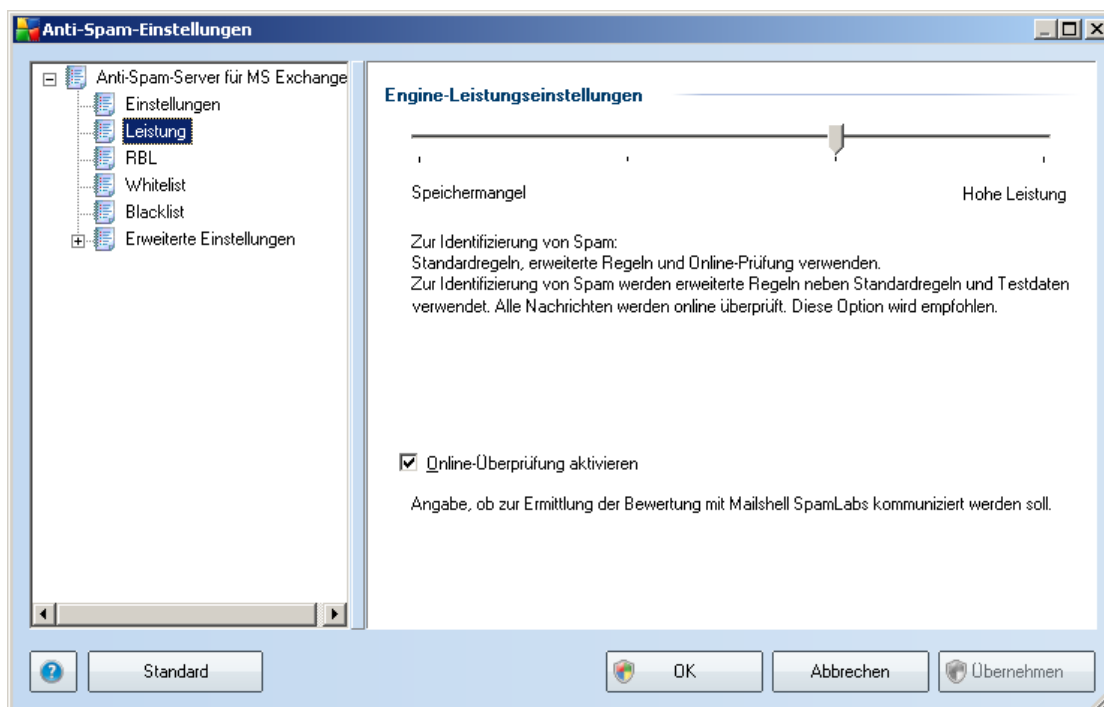 Anti-Spam-Einstellungen
Anti-Spam-Server für MS Exchange
Einstellungen
Leistung
RBL
Whitelist
Blacklist
Erweiterte Einstellungen
Engine-Leistungseinstellungen
Speichermangel
Hohe Leistung
Zur Identifizierung von Spam:
Standardregeln, erweiterte Regeln und Online-Prüfung verwenden.
Zur Identifizierung von Spam werden erweiterte Regeln neben Standardregeln und Testdaten
verwendet. Alle Nachrichten werden online überprüft. Diese Option wird empfohlen.
Online-Überprüfung aktivieren
Angabe, ob zur Ermittlung der Bewertung mit Mailshell SpamLabs kommuniziert werden soll.
Standard
OK
Abbrechen
Übernehmen